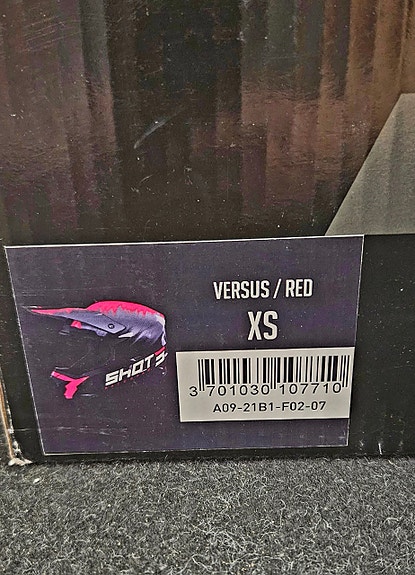 VERSUS / RED
XS
SHOT
3 701030 107710
A09-21B1-F02-07